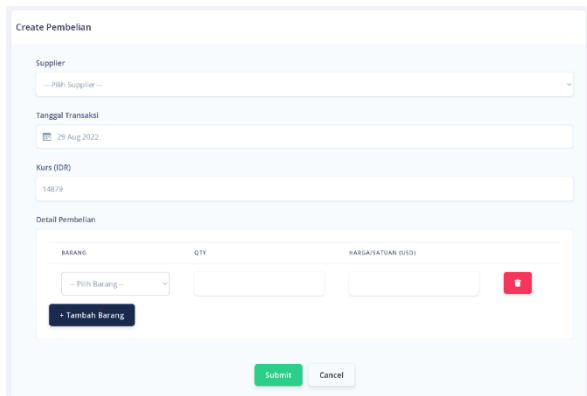 Create Pembelian
Supplier
---Pilih Supplier---
Tanggal Transaksi
29 Aug 2022
Kurs (IDR)
14879
Detail Pembelian
BARANG QTY HARGA/SATUAN (USD)
-- Pilih Barang --
+ Tambah Barang
Submit Cancel